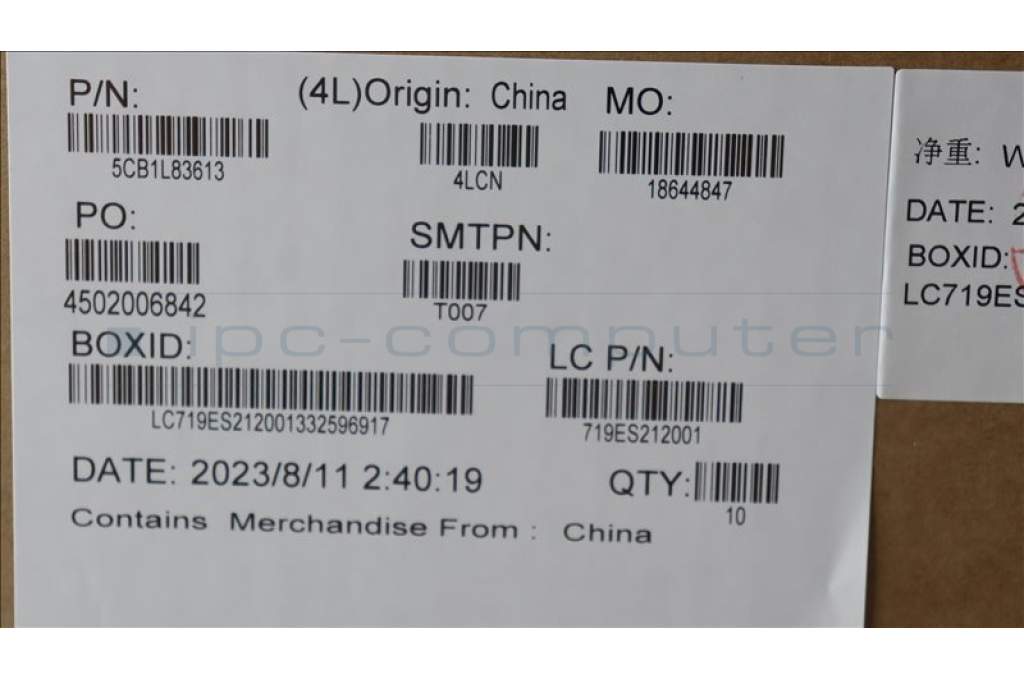 P/N:
(4L)Origin: China
MO:
5CB1L83613
4LCN
18644847
PO:
SMTPN:
4502006842
T007
BOXID:
LC P/N:
LC719ES212001332596917
719ES212001
DATE: 2023/8/11 2:40:19
QTY:
10
Contains Merchandise From : China
净重:
DATE: 2
BOXID:
LC719ES
ipc-computer